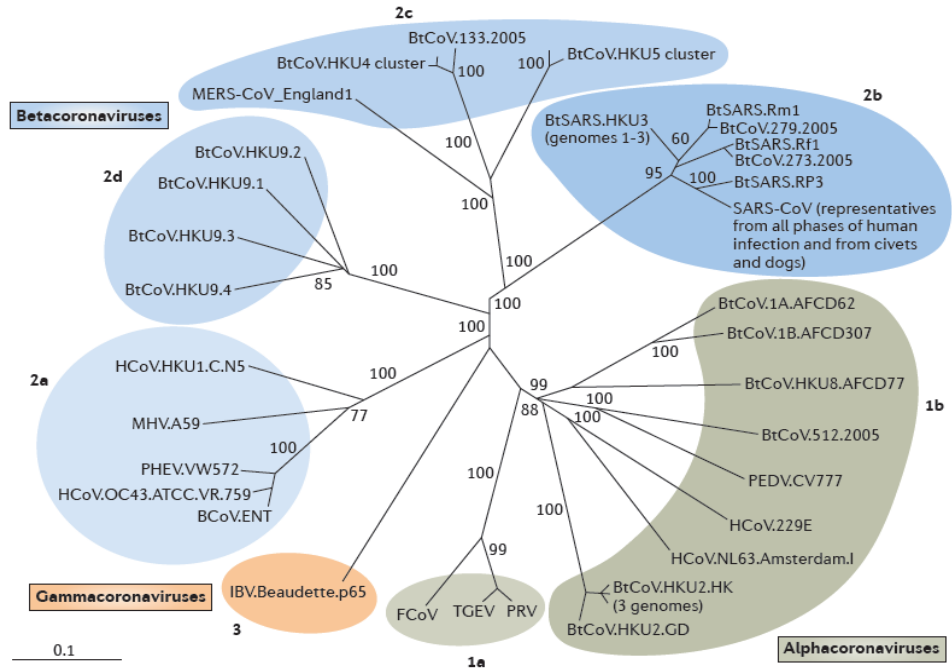 2c
BtCoV.133.2005
BtCoV.HKU4 cluster
100
100
BtCoV.HKU5 cluster
MERS-CoV_England1
100
100
100
Betacoronaviruses
2b
BtSARS.HKU3
(genomes 1-3)
60
BtSARS.Rm1
BtCoV.279.2005
BtSARS.Rf1
BtCoV.273.2005
95
100
BtSARS.RP3
SARS-CoV (representatives
from all phases of human
infection and from civets
and dogs)
2d
BtCoV.HKU9.2
BtCoV.HKU9.1
BtCoV.HKU9.3
BtCoV.HKU9.4
85
100
100
100
2a
HCoV.HKU1.C.N5
100
77
MHV.A59
100
PHEV.VW572
HCoV.OC43.ATCC.VR.759
BCoV.ENT
BtCoV.1A.AFCD62
BtCoV.1B.AFCD307
100
99
BtCoV.HKU8.AFCD77
1b
88
100
100
BtCoV.512.2005
PEDV.CV777
HCoV.229E
HCoV.NL63.Amsterdam.I
100
BtCoV.HKU2.HK
(3 genomes)
BtCoV.HKU2.GD
Alphacoronaviruses
100
99
FCoV
TGEV
PRV
1a
Gammacoronaviruses
IBV.Beaudette.p65
3
0.1